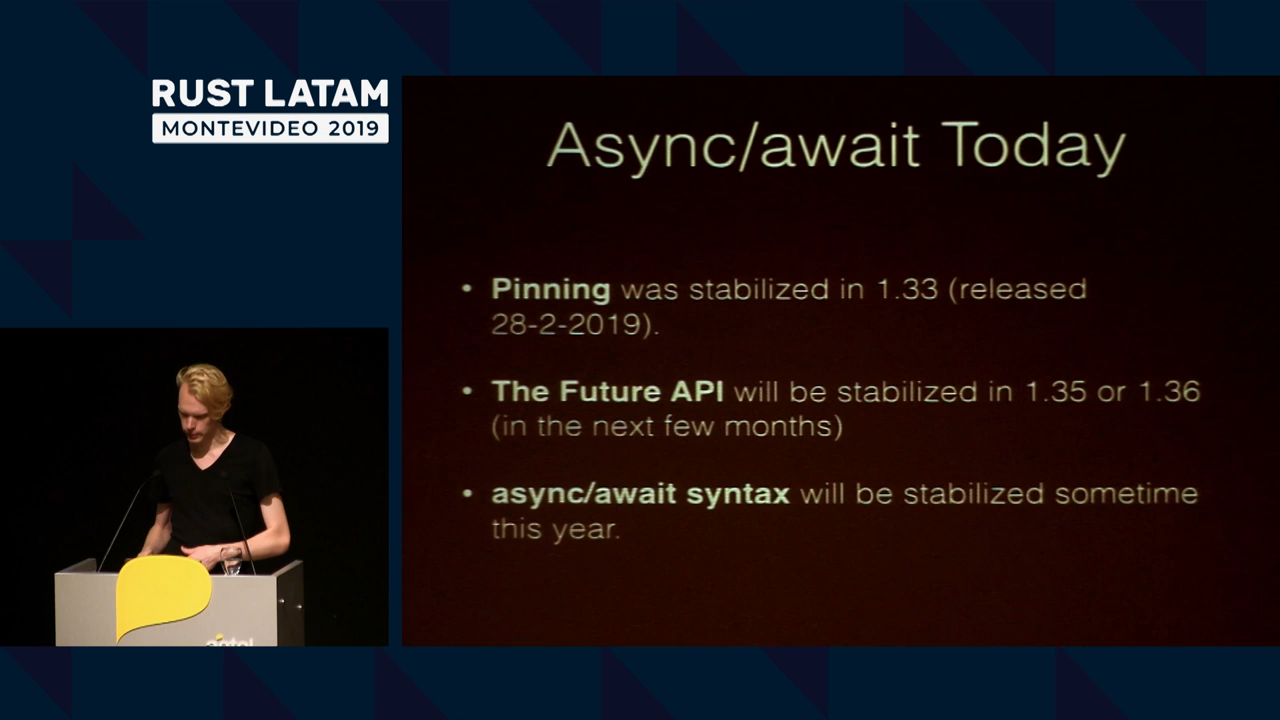 RUST LATAM
MONTEVIDEO 2019
Async/await Today
• Pinning was stabilized in 1.33 (released
28-2-2019).
• The Future API will be stabilized in 1.35 or 1.36
(in the next few months)
• async/await syntax will be stabilized sometime
this year.
antel